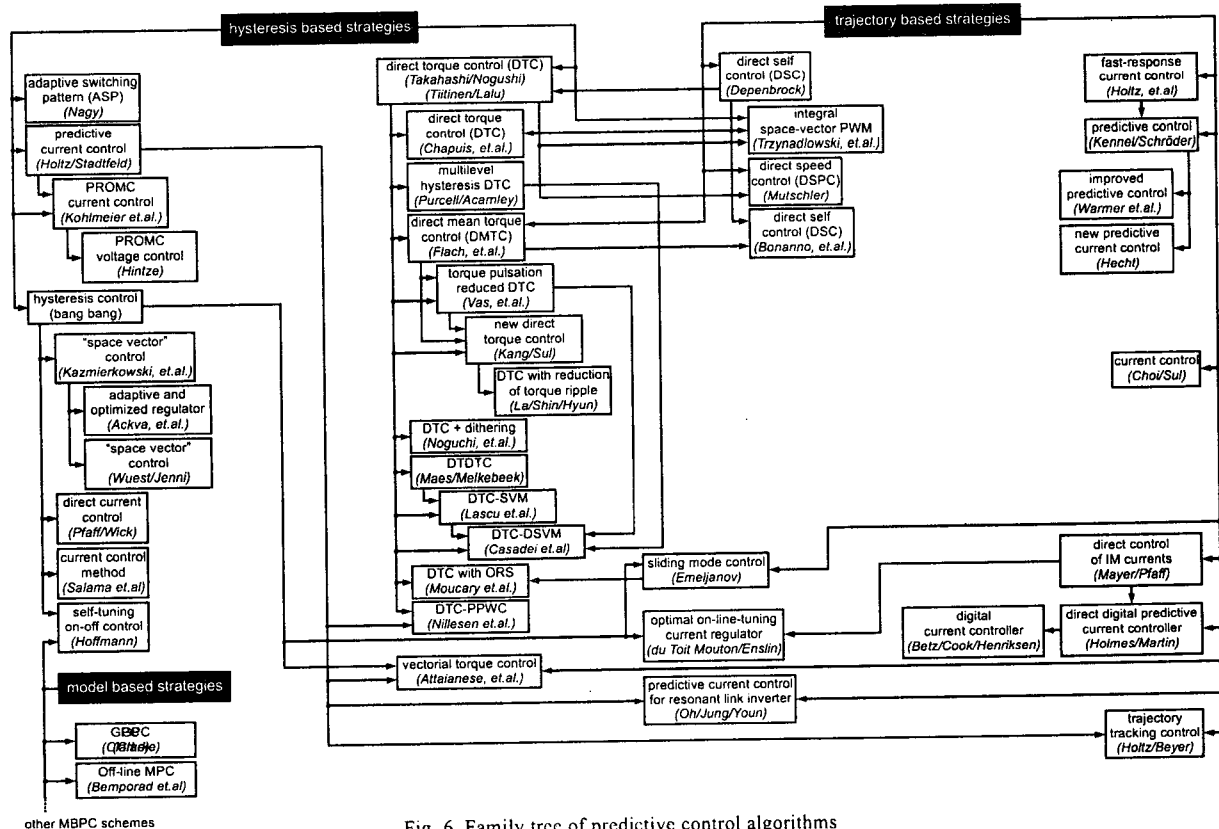 hysteresis based strategies
trajectory based strategies
adaptive switching
pattern (ASP)
(Nagy)
predictive
current control
(Holtz/Stadtfeld)
PROMC
current control
(Kohlmeier et.al.)
PROMC
voltage control
(Hintze)
hysteresis control
(bang bang)
"space vector"
control
(Kazmierkowski, et.al.)
adaptive and
optimized regulator
(Ackva, et.al.)
"space vector"
control
(Wuest/Jenni)
direct current
control
(Pfaff/Wick)
current control
method
(Salama et.al)
self-tuning
on-off control
(Hoffmann)
model based strategies
Off-line MPC
(Bemporad et.al)
other MBPC schemes
direct torque control (DTC)
(Takahashi/Nogushi)
(Tiitinen/Lalu)
direct torque
control (DTC)
(Chapuis, et.al.)
multilevel
hysteresis DTC
(Purcell/Acarnley)
direct mean torque
control (DMTC)
(Flach, et.al.)
torque pulsation
reduced DTC
(Vas, et.al.)
new direct
torque control
(Kang/Sul)
DTC with reduction
of torque ripple
(La/Shin/Hyun)
DTC + dithering
(Noguchi, et.al.)
DTDTC
(Maes/Melkebeek)
DTC-SVM
(Lascu et.al.)
DTC-DSVM
(Casadei et.al)
DTC with ORS
(Moucary et.al.)
DTC-PPWC
(Nillesen et.al.)
vectorial torque control
(Attaianese, et.al.)
direct self
control (DSC)
(Depenbrock)
integral
space-vector PWM
(Trzynadlowski, et.al.)
direct speed
control (DSPC)
(Mutschler)
direct self
control (DSC)
(Bonanno, et.al.)
sliding mode control
(Emeljanov)
optimal on-line-tuning
current regulator
(du Toit Mouton/Enslin)
predictive current control
for resonant link inverter
(Oh/Jung/Youn)
fast-response
current control
(Holtz, et.al)
predictive control
(Kennel/Schröder)
improved
predictive control
(Warmer et.al.)
new predictive
current control
(Hecht)
current control
(Choi/Sul)
direct control
of IM currents
(Mayer/Pfaff)
digital
current controller
(Betz/Cook/Henriksen)
direct digital predictive
current controller
(Holmes/Martin)
trajectory
tracking control
(Holtz/Beyer)
Fig. 6 Family tree of predictive control algorithms